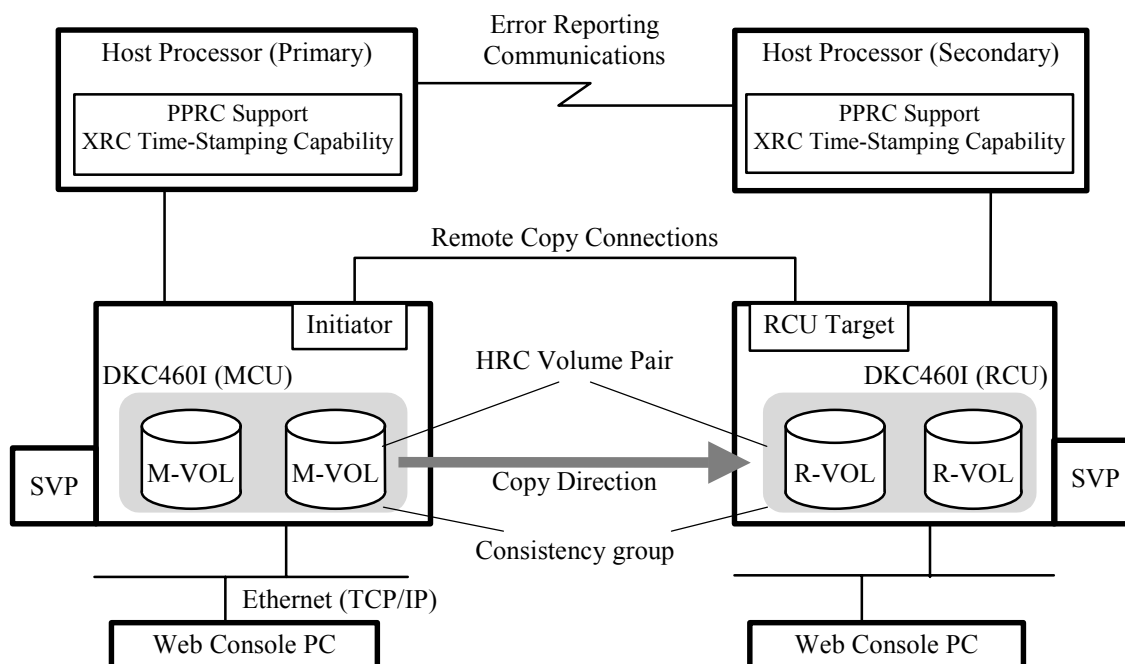 Error Reporting
Communications
Host Processor (Primary)
PPRC Support
XRC Time-Stamping Capability
Host Processor (Secondary)
PPRC Support
XRC Time-Stamping Capability
Remote Copy Connections
Initiator
RCU Target
DKC460I (MCU)
HRC Volume Pair
DKC460I (RCU)
SVP
M-VOL
M-VOL
Copy Direction
R-VOL
R-VOL
SVP
Consistency group
Ethernet (TCP/IP)
Web Console PC
Web Console PC